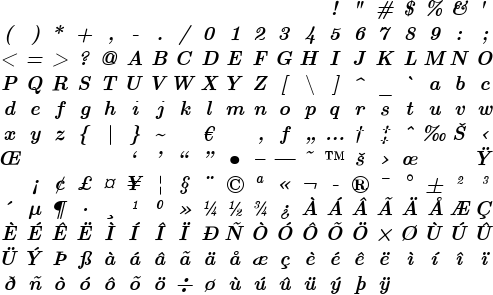 ! " # $ % & '
( ) * + , - . / 0 1 2 3 4 5 6 7 8 9 : ;
< = > ? @ A B C D E F G H I J K L M N O
P Q R S T U V W X Y Z [ \ ] ^ _ ` a b c
d e f g h i j k l m n o p q r s t u v w
x y z { | } ~ € , f „ … † ‡ ˆ ‰ Š ‹
Œ ‘ ’ “ ” • – — ˜ ™ š › œ Ÿ
¡ ¢ £ ¤ ¥ ¦ § ¨ © ª « ¬ - ® ¯ ° ± ² ³
´ µ ¶ · ¸ ¹ º » ¼ ½ ¾ ¿ À Á Â Ã Ä Å Æ Ç
È É Ê Ë Ì Í Î Ï Ð Ñ Ò Ó Ô Õ Ö × Ø Ù Ú Û
Ü Ý Þ ß à á â ã ä å æ ç è é ê ë ì í î ï
ð ñ ò ó ô õ ö ÷ ø ù ú û ü ý þ ÿ